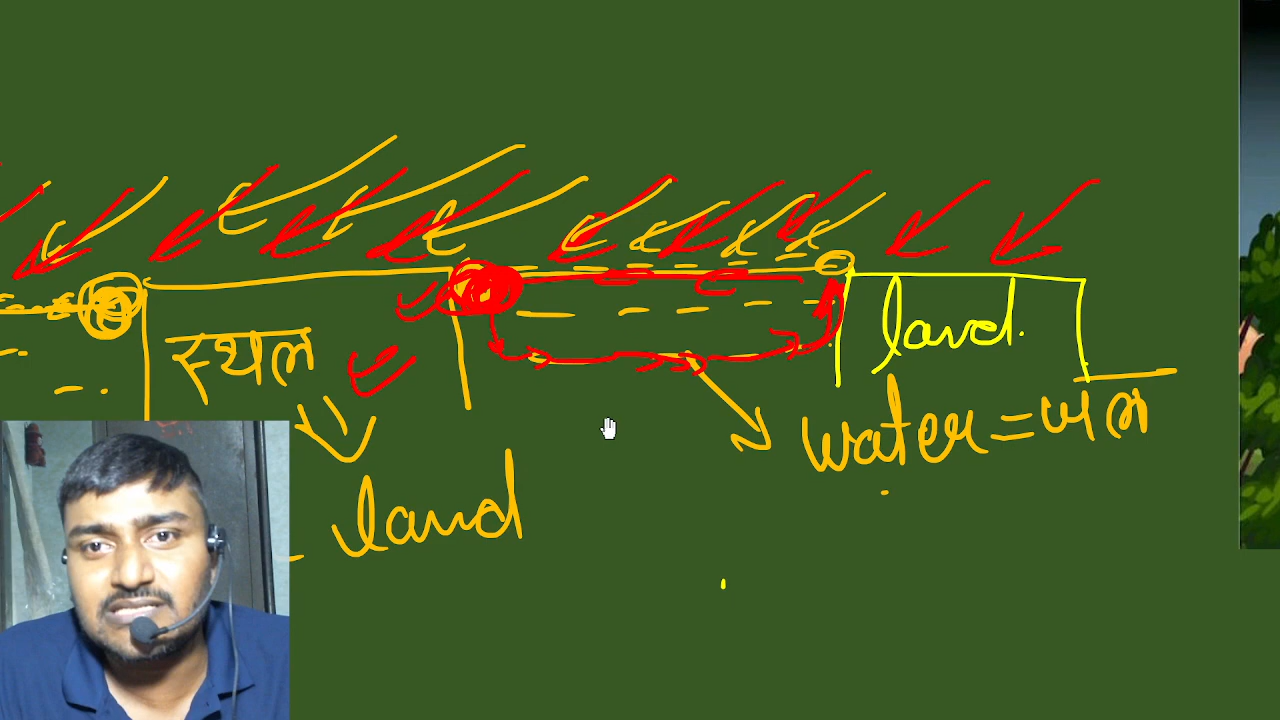 स्थल land.
water = जल
land